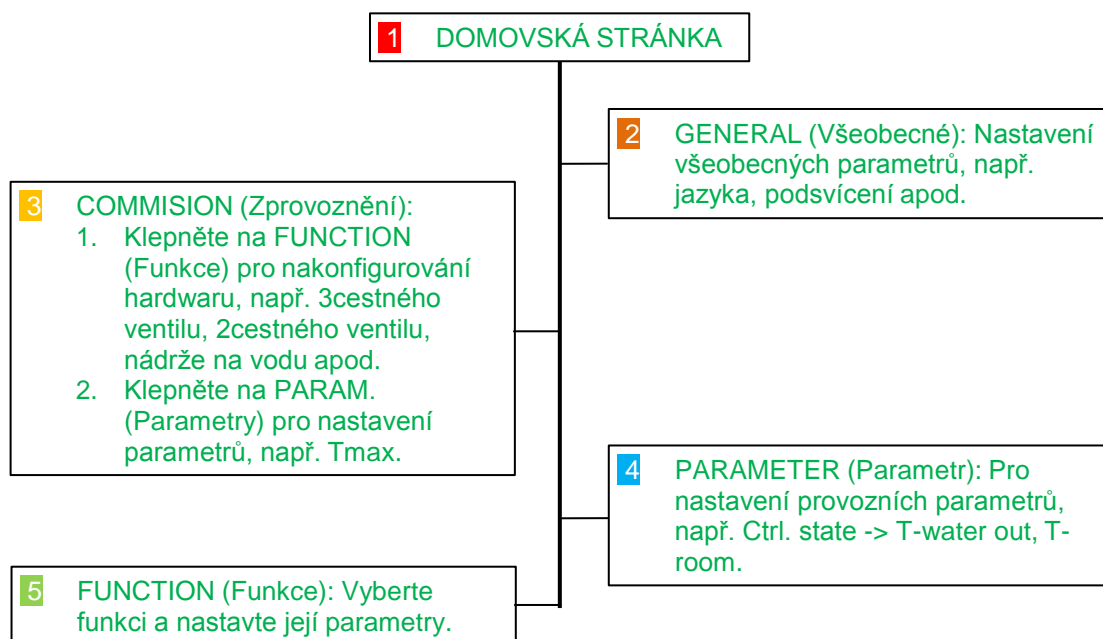 1 DOMOVSKÁ STRÁNKA
2 GENERAL (Všeobecné): Nastavení
všeobecných parametrů, např.
jazyka, podsvícení apod.
3 COMMISION (Zprovoznění):
1. Klepněte na FUNCTION
(Funkce) pro nakonfigurování
hardwaru, např. 3cestného
ventilu, 2cestného ventilu,
nádrže na vodu apod.
2. Klepněte na PARAM.
(Parametry) pro nastavení
parametrů, např. Tmax.
4 PARAMETER (Parametr): Pro
nastavení provozních parametrů,
např. Ctrl. state -> T-water out, T-
room.
5 FUNCTION (Funkce): Vyberte
funkci a nastavte její parametry.